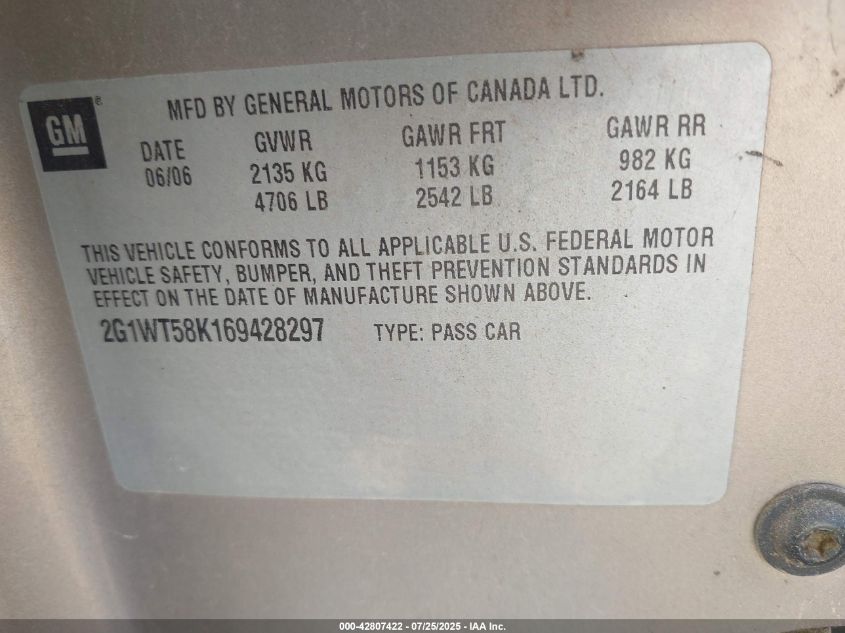 GM®
MFD BY GENERAL MOTORS OF CANADA LTD.
DATE GVWR GAWR FRT GAWR RR
06/06 2135 KG 1153 KG 982 KG
4706 LB 2542 LB 2164 LB
THIS VEHICLE CONFORMS TO ALL APPLICABLE U.S. FEDERAL MOTOR
VEHICLE SAFETY, BUMPER, AND THEFT PREVENTION STANDARDS IN
EFFECT ON THE DATE OF MANUFACTURE SHOWN ABOVE.
2G1WT58K169428297 TYPE: PASS CAR
000-42807422 - 07/25/2025 - IAA Inc.